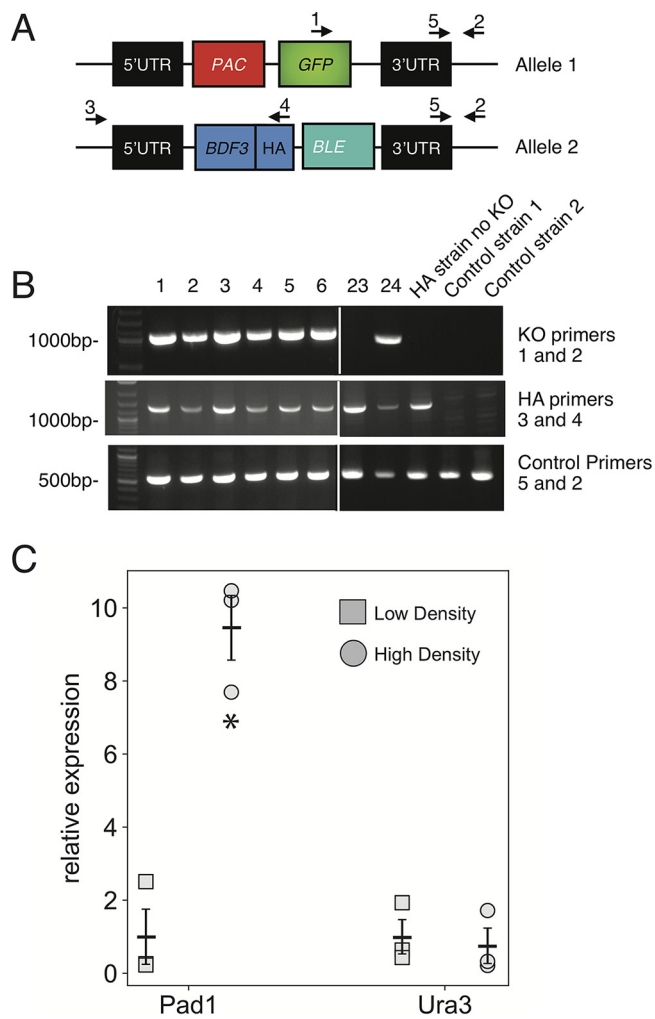 A
1
5
2
5'UTR
PAC
GFP
3'UTR
Allele 1
3
4
5
2
5'UTR
BDF3
HA
BLE
3'UTR
Allele 2
HA strain no KO
Control strain 1
Control strain 2
B
1 2 3 4 5 6 23 24
1000bp-
KO primers
1 and 2
1000bp-
HA primers
3 and 4
500bp-
Control Primers
5 and 2
C
relative expression
10
8
6
4
2
0
Low Density
High Density
*
Pad1
Ura3